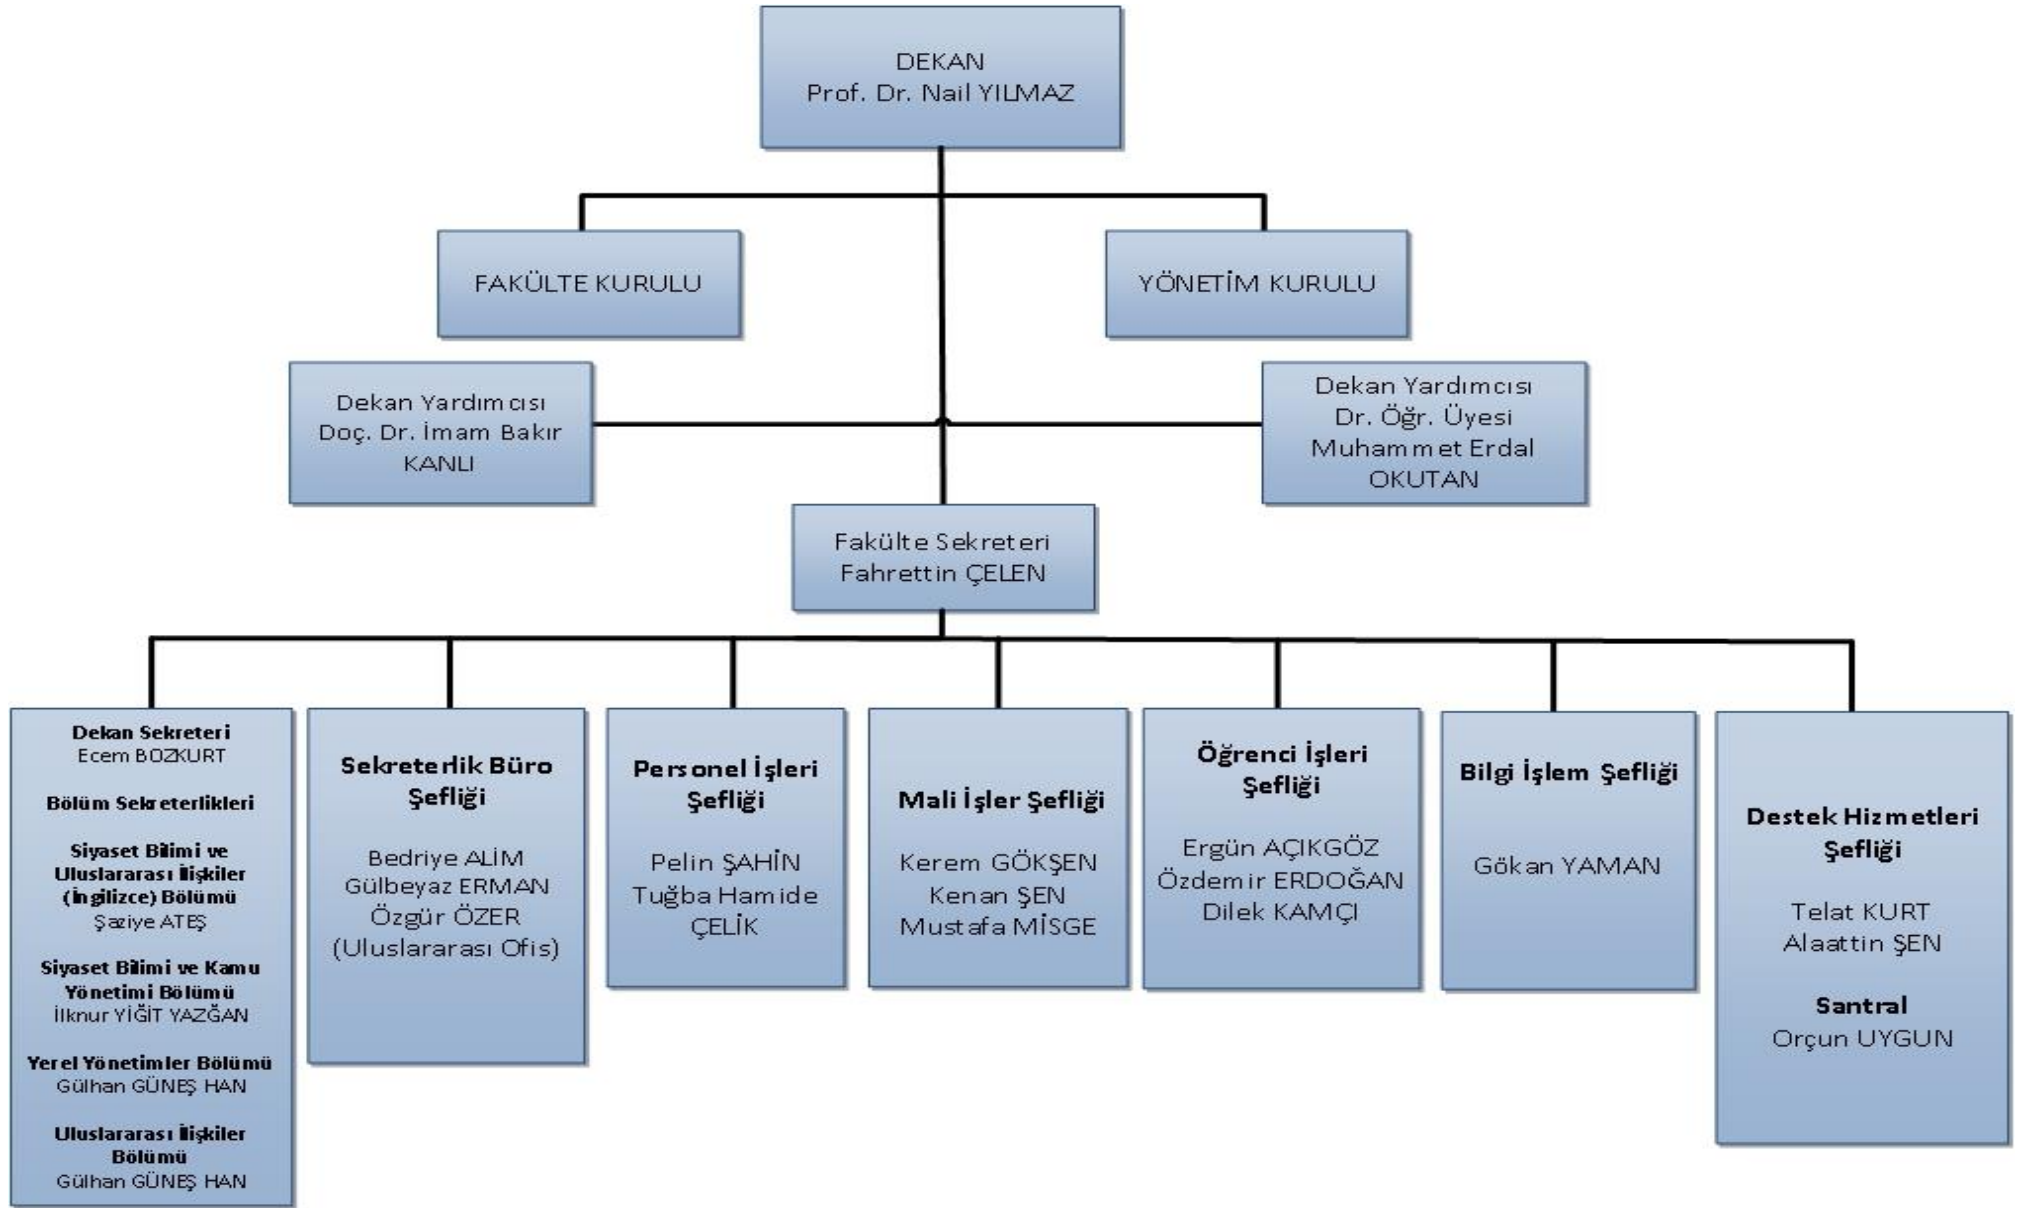 DEKAN
Prof. Dr. Nail YILMAZ
FAKÜLTE KURULU
YÖNETİM KURULU
Dekan Yardımcısı
Doç. Dr. İmam Bakır
KANLI
Dekan Yardımcısı
Dr. Öğr. Üyesi
Muhammet Erdal
OKUTAN
Fakülte Sekreteri
Fahrettin ÇELEN
Dekan Sekreteri
Ecem BOZKURT
Bölüm Sekreterlikleri
Siyaset Bilimi ve
Uluslararası İlişkiler
(İngilizce) Bölümü
Şaziye ATEŞ
Siyaset Bilimi ve Kamu
Yönetimi Bölümü
İlknur YİĞİT YAZĞAN
Yerel Yönetimler Bölümü
Gülhan GÜNEŞ HAN
Uluslararası İlişkiler
Bölümü
Gülhan GÜNEŞ HAN
Sekreterlik Büro
Şefliği
Bedriye ALİM
Gülbeyaz ERMAN
Özgür ÖZER
(Uluslararası Ofis)
Personel İşleri
Şefliği
Pelin ŞAHİN
Tuğba Hamide
ÇELİK
Mali İşler Şefliği
Kerem GÖKŞEN
Kenan ŞEN
Mustafa MİSGE
Öğrenci İşleri
Şefliği
Ergün AÇIKGÖZ
Özdemir ERDOĞAN
Dilek KAMÇI
Bilgi İşlem Şefliği
Gökan YAMAN
Destek Hizmetleri
Şefliği
Telat KURT
Alaattin ŞEN
Santral
Orçun UYGUN